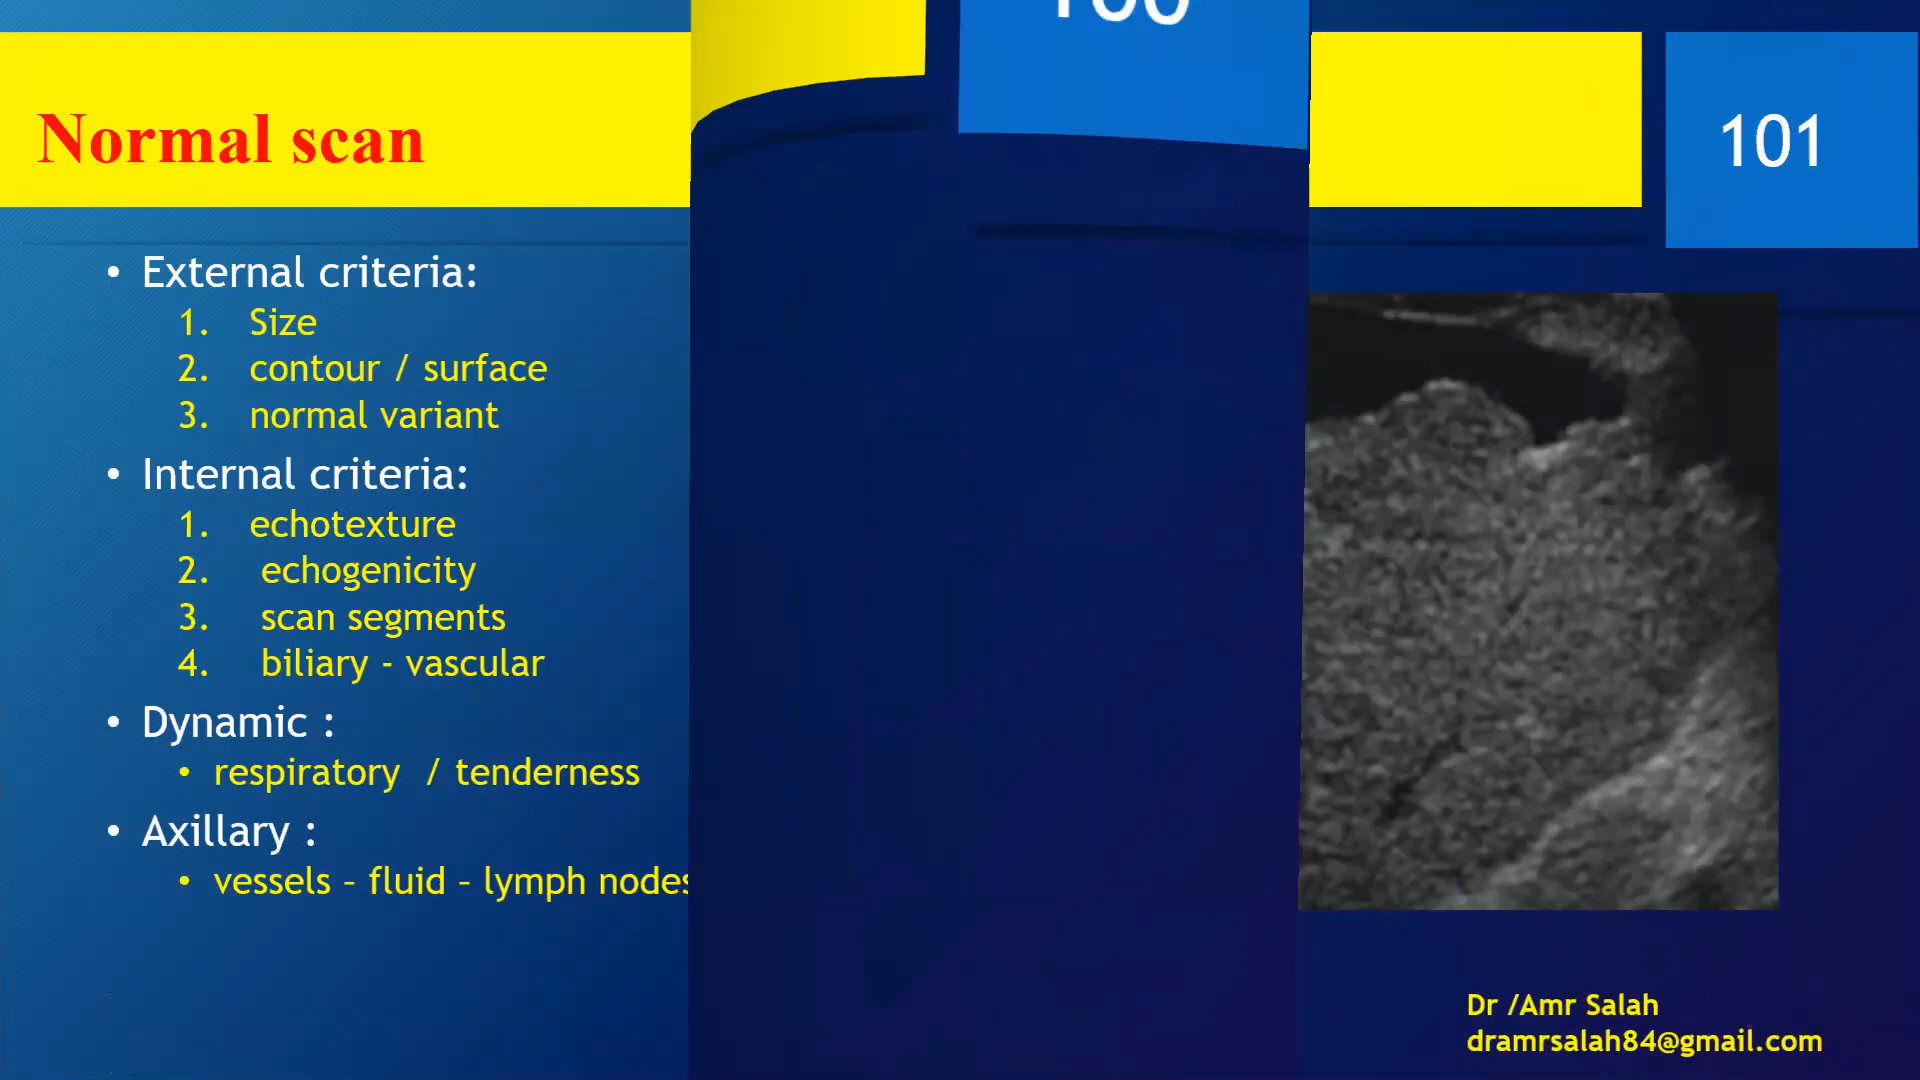 Normal scan
100
101
• External criteria:
1. Size
2. contour / surface
3. normal variant
• Internal criteria:
1. echotexture
2. echogenicity
3. scan segments
4. biliary - vascular
• Dynamic :
• respiratory / tenderness
• Axillary :
• vessels – fluid – lymph nodes
Dr /Amr Salah
dramrsalah84@gmail.com